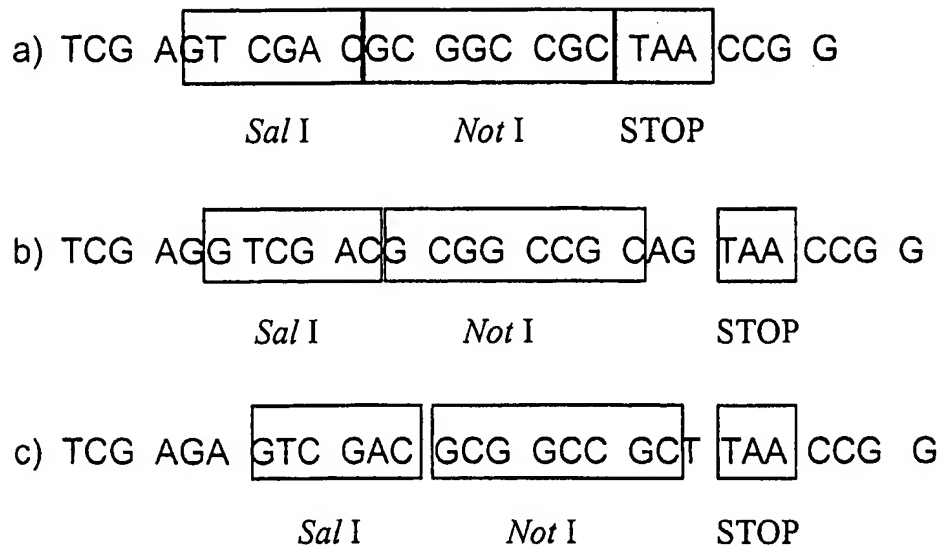 a) TCG AGT CGA CGC GGC CGC TAA CCG G
Sal I Not I STOP
b) TCG AGG TCG ACG CGG CCG CAG TAA CCG G
Sal I Not I STOP
c) TCG AGA GTC GAC GCG GCC GCT TAA CCG G
Sal I Not I STOP